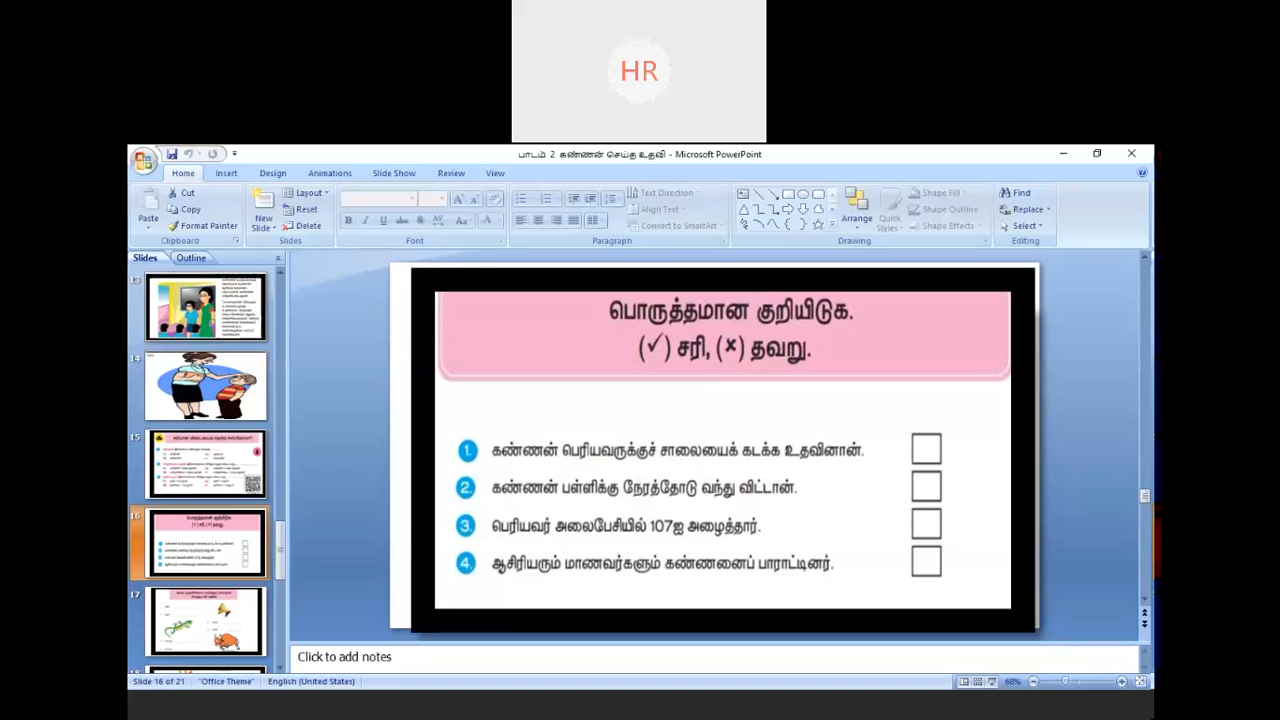 HR
பாடம் 2 கண்ணன் செய்த உதவி - Microsoft PowerPoint
Home Insert Design Animations Slide Show Review View
Cut
Copy
Format Painter
Paste
Clipboard
New Slide
Layout
Reset
Delete
Slides
Font
Text Direction
Align Text
Convert to SmartArt
Paragraph
Arrange
Quick Styles
Shape Fill
Shape Outline
Shape Effects
Drawing
Find
Replace
Select
Editing
Slides Outline
13
14
15
16
17
பொருத்தமான குறியிடுக.
(✓) சரி, (×) தவறு.
1. கண்ணன் பெரியவருக்குச் சாலையைக் கடக்க உதவினான்.
2. கண்ணன் பள்ளிக்கு நேரத்தோடு வந்து விட்டான்.
3. பெரியவர் அலைபேசியில் 107ஐ அழைத்தார்.
4. ஆசிரியரும் மாணவர்களும் கண்ணனைப் பாராட்டினர்.
Click to add notes
Slide 16 of 21 "Office Theme" English (United States) 68%